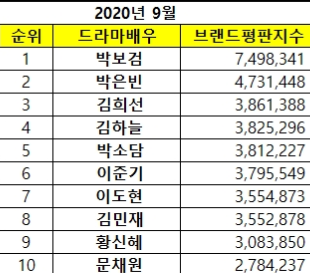 2020년 9월
순위 드라마배우 브랜드평판지수
1 박보검 7,498,341
2 박은빈 4,731,448
3 김희선 3,861,388
4 김하늘 3,825,296
5 박소담 3,812,227
6 이준기 3,795,549
7 이도현 3,554,873
8 김민재 3,552,878
9 황신혜 3,083,850
10 문채원 2,784,237